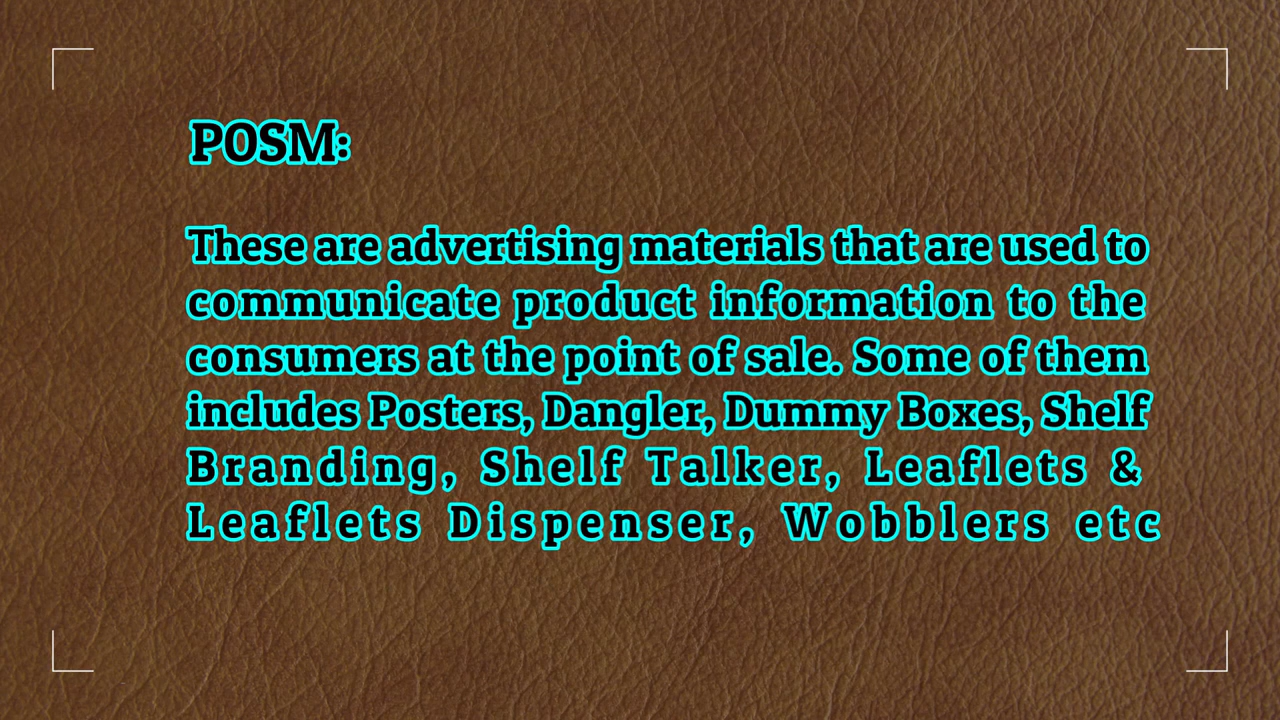 POSM:
These are advertising materials that are used to
communicate product information to the
consumers at the point of sale. Some of them
includes Posters, Dangler, Dummy Boxes, Shelf
Branding, Shelf Talker, Leaflets &
Leaflets Dispenser, Wobblers etc